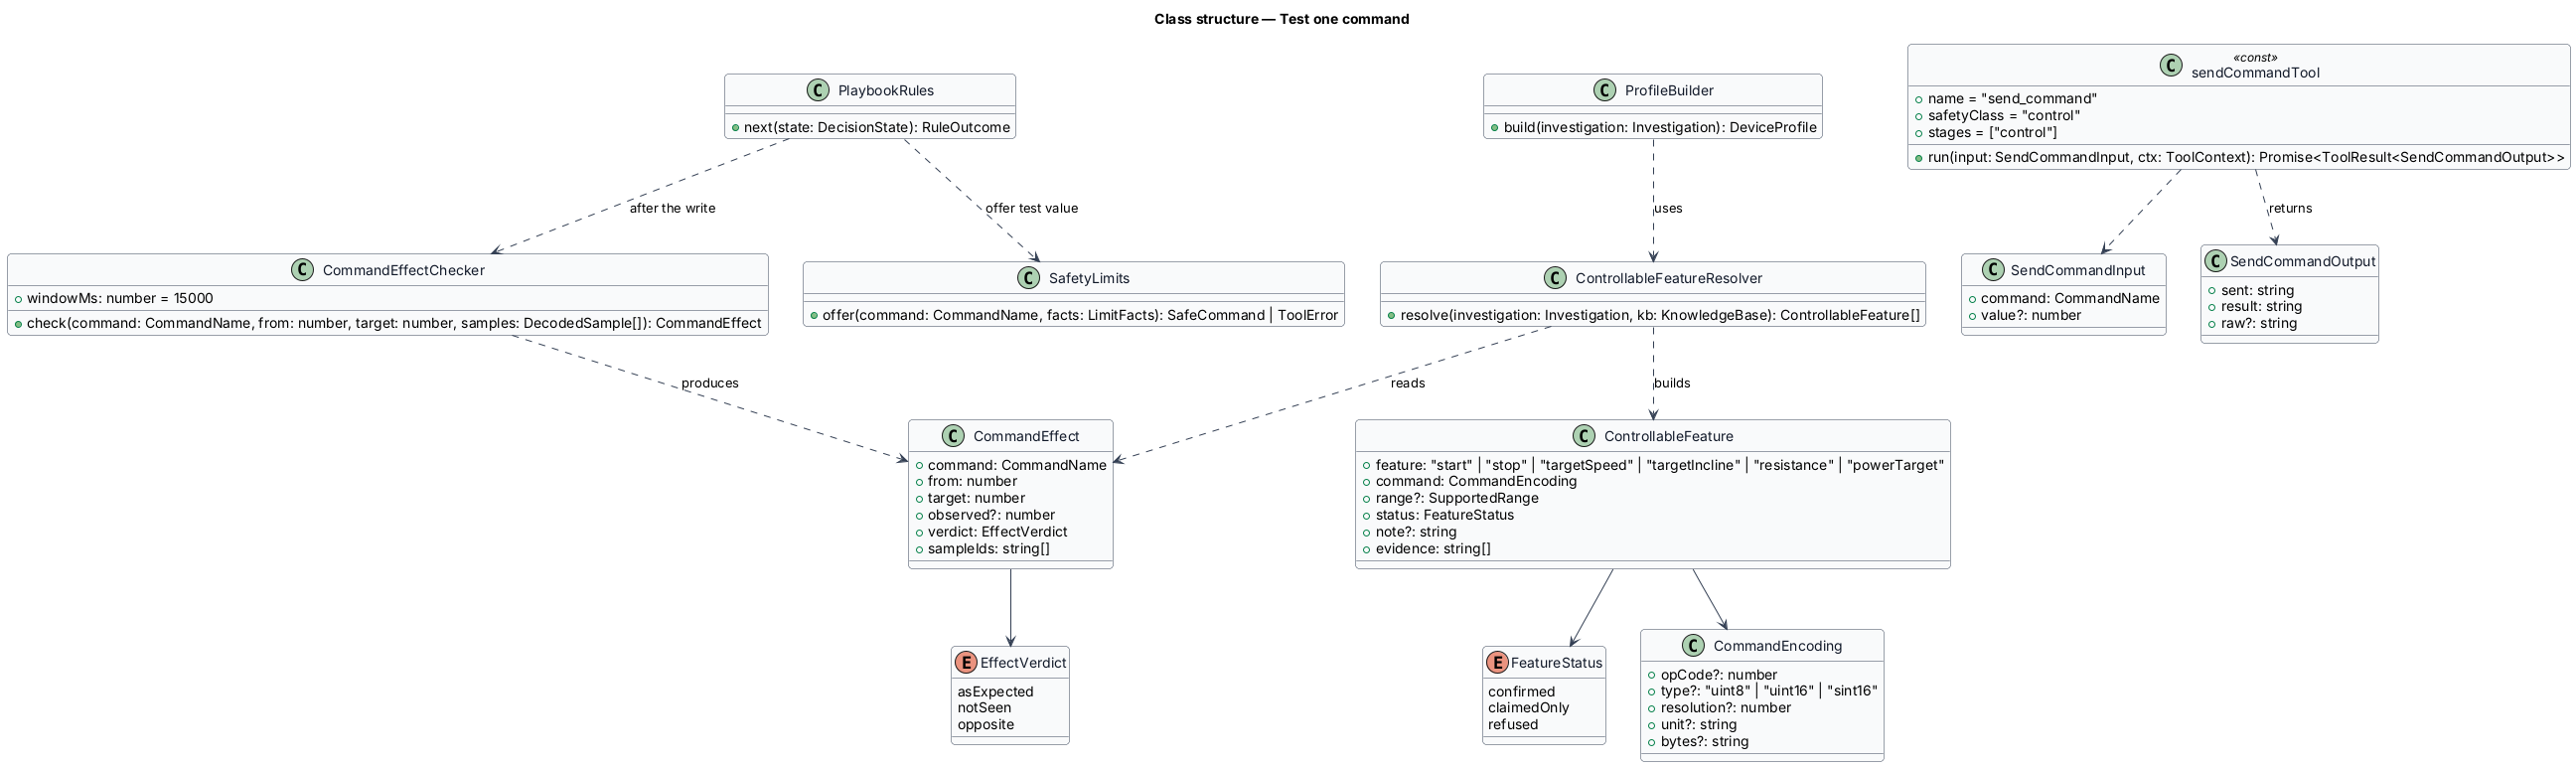 Class structure — Test one command
C PlaybookRules
next(state: DecisionState): RuleOutcome
C ProfileBuilder
build(investigation: Investigation): DeviceProfile
«const»
C sendCommandTool
name = "send_command"
safetyClass = "control"
stages = ["control"]
run(input: SendCommandInput, ctx: ToolContext): Promise<ToolResult<SendCommandOutput>>
after the write
offer test value
uses
returns
C CommandEffectChecker
windowMs: number = 15000
check(command: CommandName, from: number, target: number, samples: DecodedSample[]): CommandEffect
C SafetyLimits
offer(command: CommandName, facts: LimitFacts): SafeCommand | ToolError
C ControllableFeatureResolver
resolve(investigation: Investigation, kb: KnowledgeBase): ControllableFeature[]
C SendCommandInput
command: CommandName
value?: number
C SendCommandOutput
sent: string
result: string
raw?: string
produces
reads
builds
C CommandEffect
command: CommandName
from: number
target: number
observed?: number
verdict: EffectVerdict
sampleIds: string[]
C ControllableFeature
feature: "start" | "stop" | "targetSpeed" | "targetIncline" | "resistance" | "powerTarget"
command: CommandEncoding
range?: SupportedRange
status: FeatureStatus
note?: string
evidence: string[]
E EffectVerdict
asExpected
notSeen
opposite
E FeatureStatus
confirmed
claimedOnly
refused
C CommandEncoding
opCode?: number
type?: "uint8" | "uint16" | "sint16"
resolution?: number
unit?: string
bytes?: string